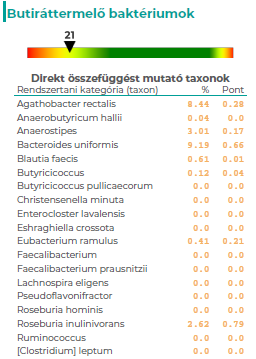 Butiráttermelő baktériumok
21
Direkt összefüggést mutató taxonok
Rendszertani kategória (taxon) % Pont
Agathobacter rectalis 8.44 0.28
Anaerobutyricum hallii 0.04 0.0
Anaerostipes 3.01 0.17
Bacteroides uniformis 9.19 0.66
Blautia faecis 0.61 0.01
Butyricicoccus 0.12 0.04
Butyricicoccus pullicaecorum 0.0 0.0
Christensenella minuta 0.0 0.0
Enterocloster lavalensis 0.0 0.0
Eshraghiella crossota 0.0 0.0
Eubacterium ramulus 0.41 0.21
Faecalibacterium 0.0 0.0
Faecalibacterium prausnitzii 0.0 0.0
Lachnospira eligens 0.0 0.0
Pseudoflavonifractor 0.0 0.0
Roseburia hominis 0.0 0.0
Roseburia inulinivorans 2.62 0.79
Ruminococcus 0.0 0.0
[Clostridium] leptum 0.0 0.0